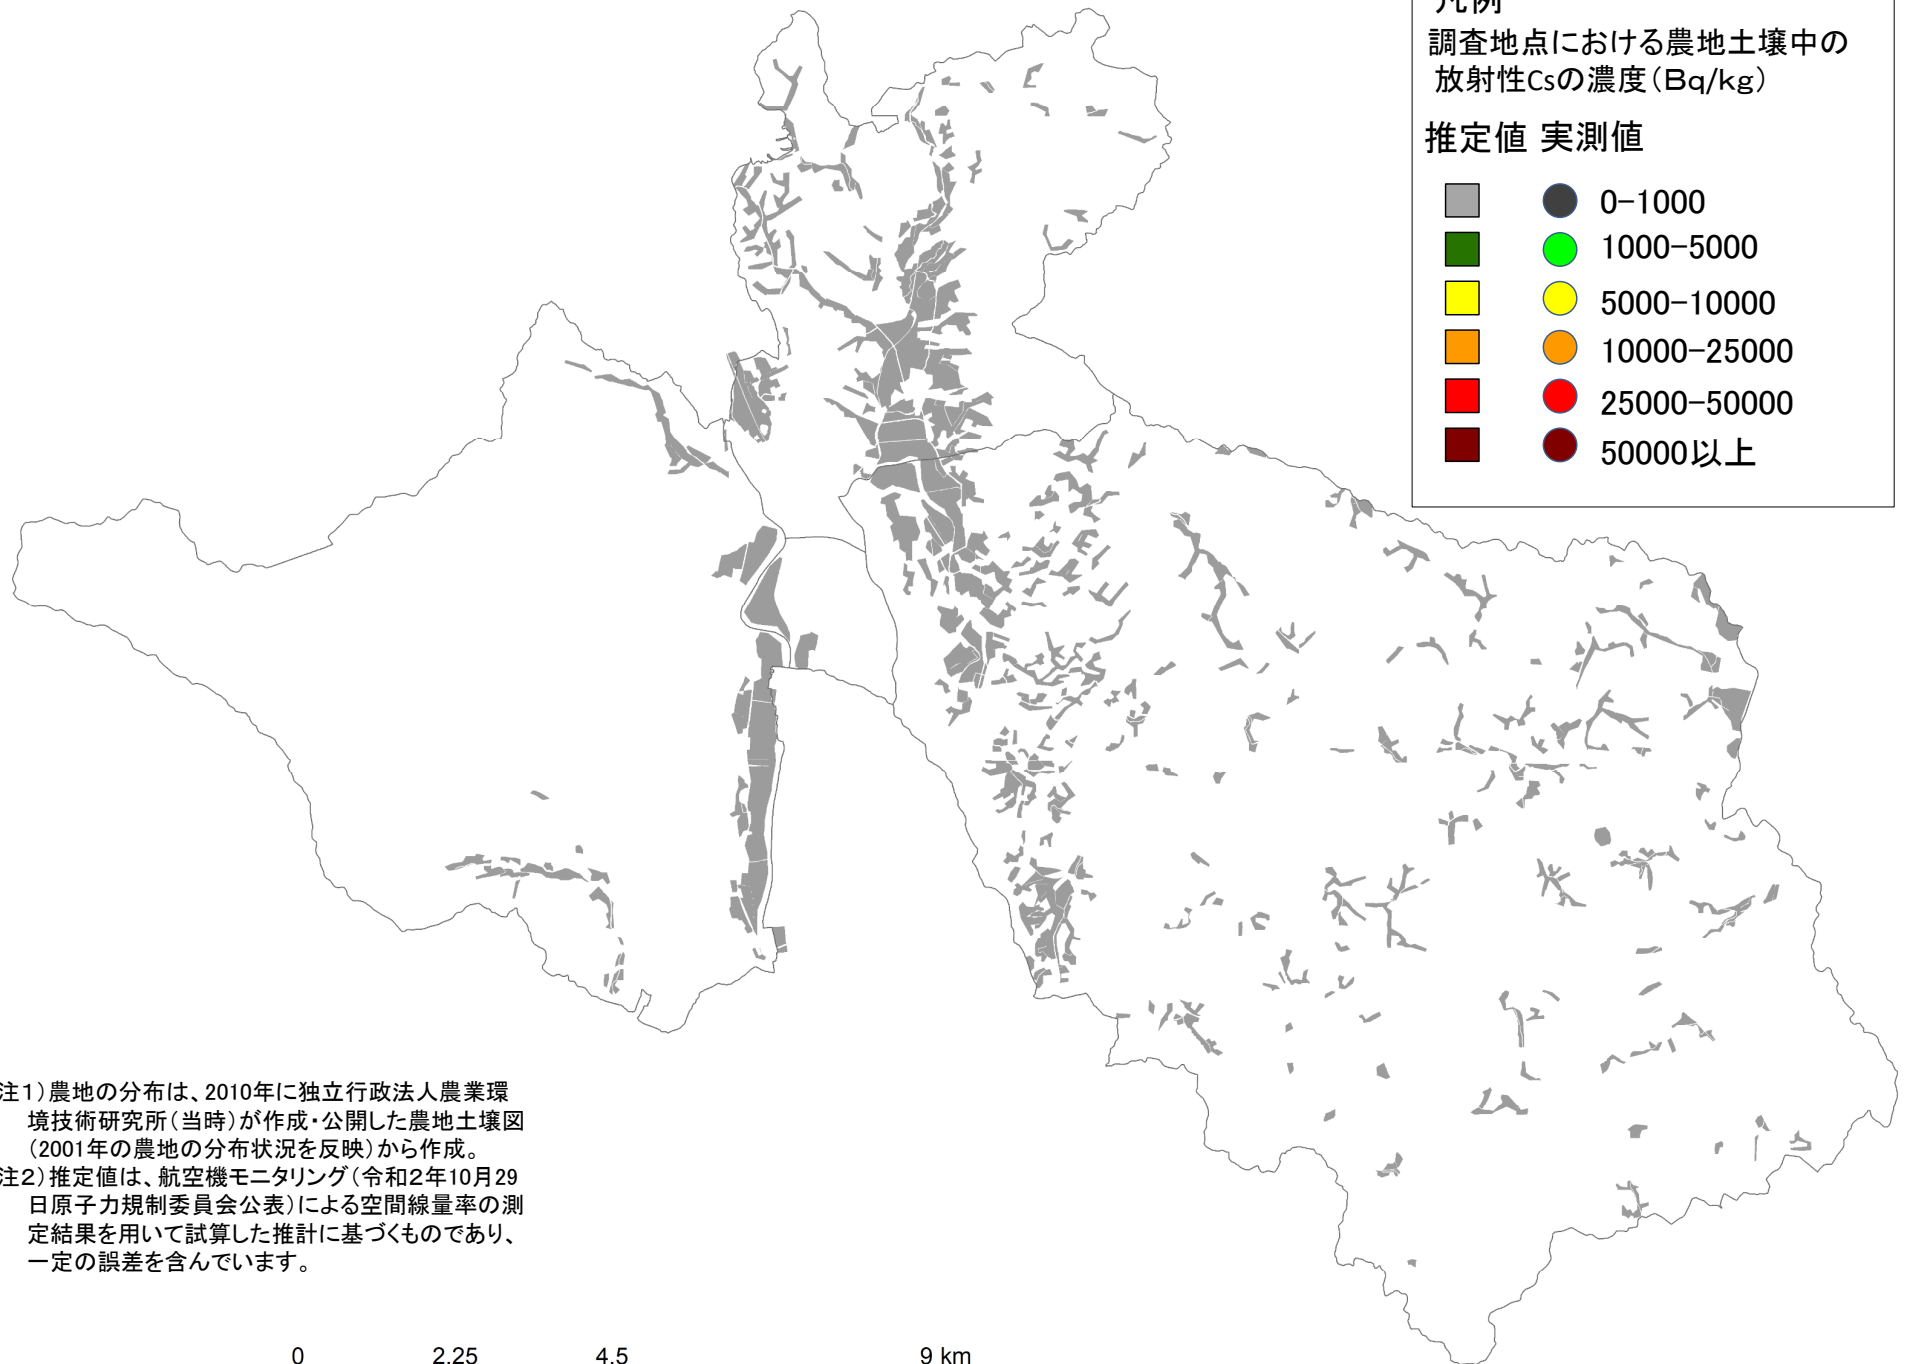 凡例
調査地点における農地土壌中の
放射性Csの濃度(Bq/kg)
推定値 実測値
0-1000
1000-5000
5000-10000
10000-25000
25000-50000
50000以上
注1)農地の分布は、2010年に独立行政法人農業環
境技術研究所(当時)が作成・公開した農地土壌図
(2001年の農地の分布状況を反映)から作成。
注2)推定値は、航空機モニタリング(令和2年10月29
日原子力規制委員会公表)による空間線量率の測
定結果を用いて試算した推計に基づくものであり、
一定の誤差を含んでいます。
0 2.25 4.5 9 km